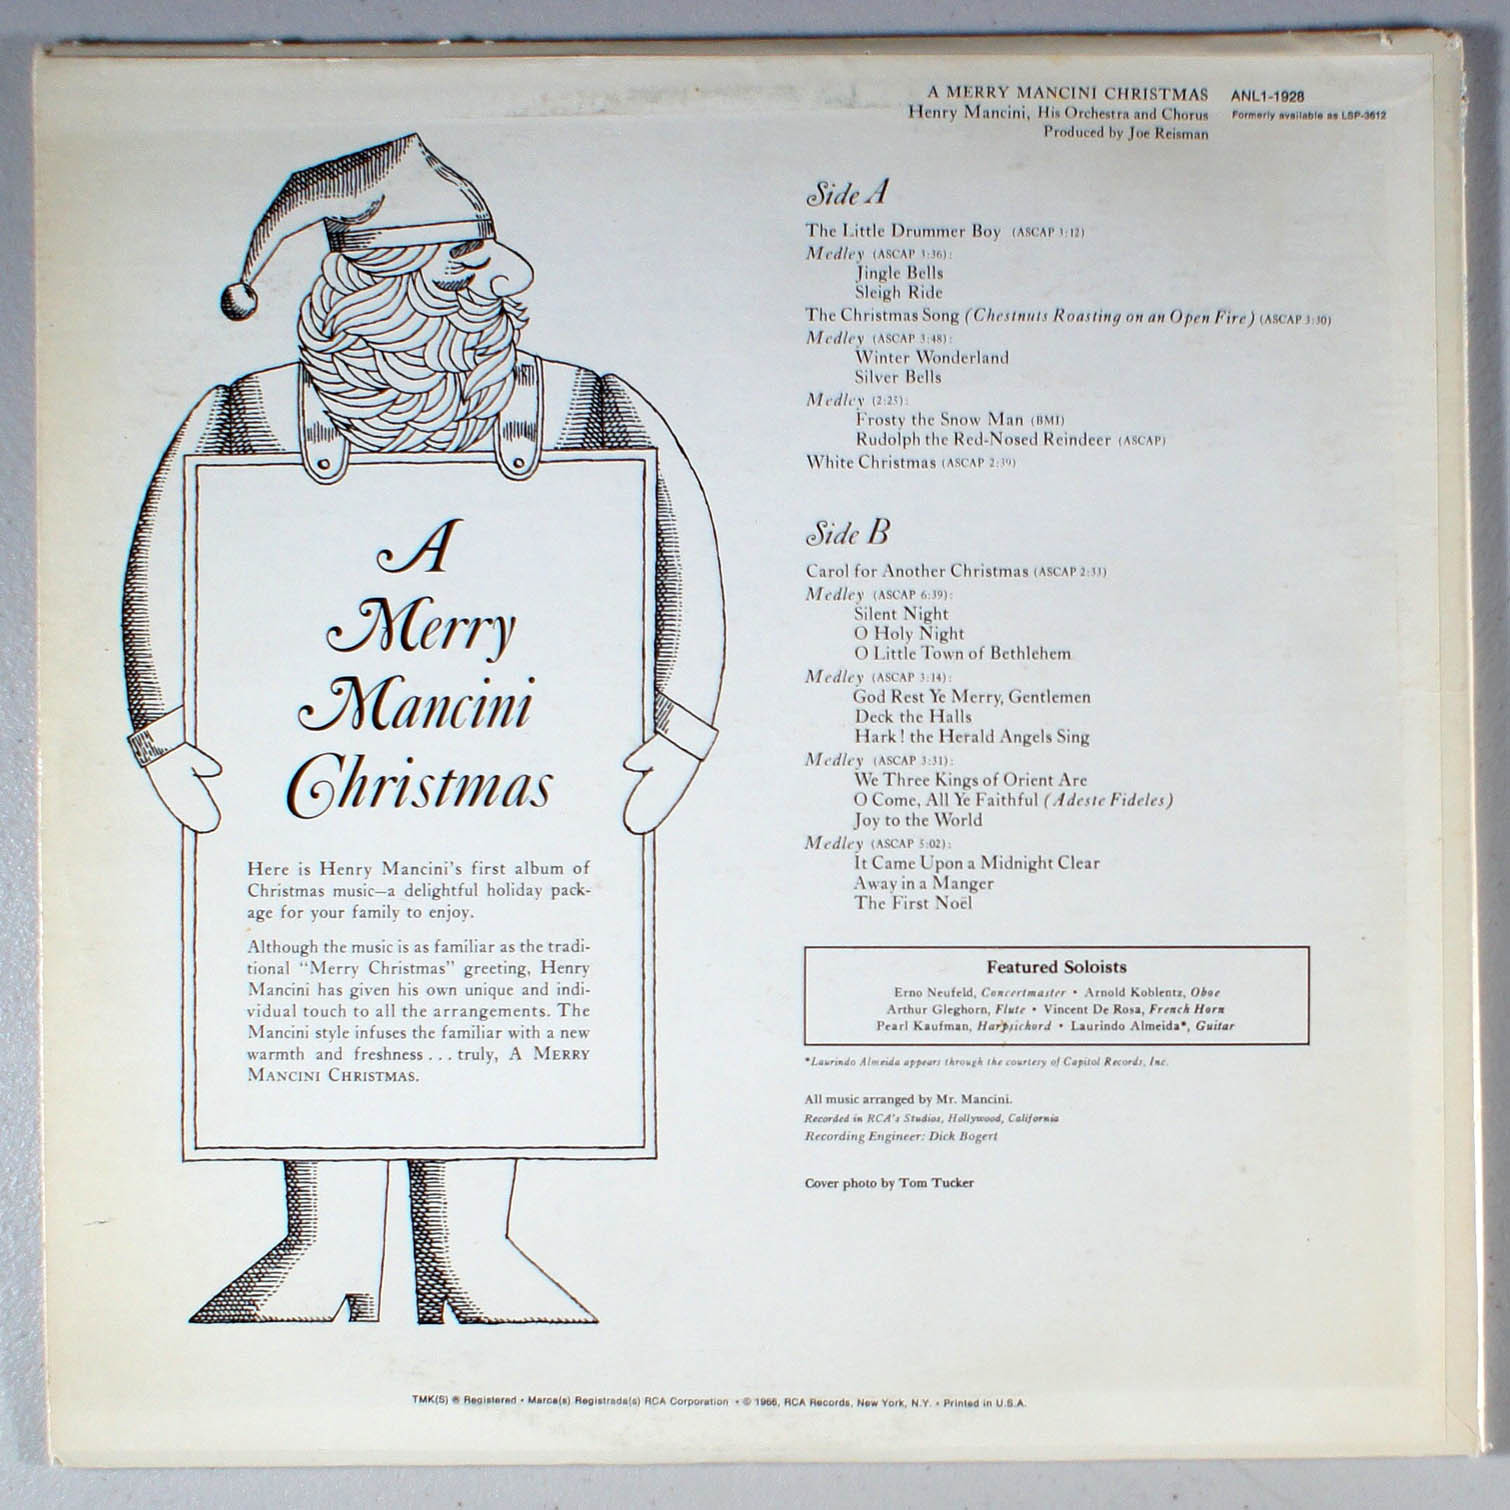 A MERRY MANCINI CHRISTMAS ANL1-1928
Henry Mancini, His Orchestra and Chorus Formerly available as LSP-3612
Produced by Joe Reisman
Side A
The Little Drummer Boy (ASCAP 3:12)
Medley (ASCAP 3:36):
Jingle Bells
Sleigh Ride
The Christmas Song (Chestnuts Roasting on an Open Fire) (ASCAP 3:30)
Medley (ASCAP 3:48):
Winter Wonderland
Silver Bells
Medley (2:25):
Frosty the Snow Man (BMI)
Rudolph the Red-Nosed Reindeer (ASCAP)
White Christmas (ASCAP 2:39)
Side B
Carol for Another Christmas (ASCAP 2:33)
Medley (ASCAP 6:39):
Silent Night
O Holy Night
O Little Town of Bethlehem
Medley (ASCAP 3:14):
God Rest Ye Merry, Gentlemen
Deck the Halls
Hark! the Herald Angels Sing
Medley (ASCAP 3:31):
We Three Kings of Orient Are
O Come, All Ye Faithful (Adeste Fideles)
Joy to the World
Medley (ASCAP 5:02):
It Came Upon a Midnight Clear
Away in a Manger
The First Noël
Featured Soloists
Erno Neufeld, Concertmaster • Arnold Koblentz, Oboe
Arthur Gleghorn, Flute • Vincent De Rosa, French Horn
Pearl Kaufman, Harpsichord • Laurindo Almeida*, Guitar
*Laurindo Almeida appears through the courtesy of Capitol Records, Inc.
All music arranged by Mr. Mancini.
Recorded in RCA's Studios, Hollywood, California
Recording Engineer: Dick Bogert
Cover photo by Tom Tucker
A
Merry
Mancini
Christmas
Here is Henry Mancini's first album of
Christmas music—a delightful holiday pack-
age for your family to enjoy.
Although the music is as familiar as the tradi-
tional "Merry Christmas" greeting, Henry
Mancini has given his own unique and indi-
vidual touch to all the arrangements. The
Mancini style infuses the familiar with a new
warmth and freshness . . . truly, A MERRY
MANCINI CHRISTMAS.
TMK(S) ® Registered • Marca(s) Registrada(s) RCA Corporation • © 1966, RCA Records, New York, N.Y. • Printed in U.S.A.